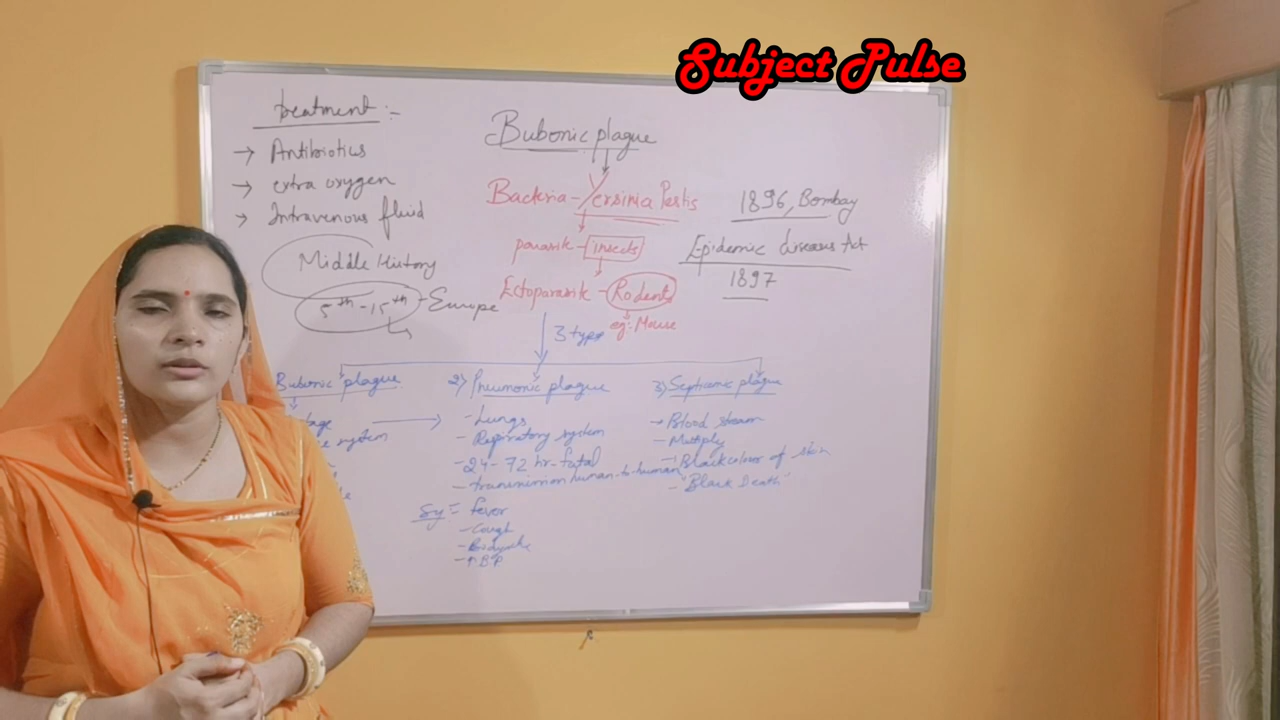 Subject Pulse
treatment :-
→ Antibiotics
→ extra oxygen
→ Intravenous fluid
Middle History
5th - 15th - Europe
Bubonic plague
Bacteria - Yersinia Pestis
parasite - insects
Ectoparasite - Rodents
eg:- Mouse
1896, Bombay
Epidemic diseases Act
1897
3 type
Bubonic plague
system
2) Pneumonic plague
- Lungs
- Respiratory system
- 24 - 72 hr - fatal
- transmission human-to-human
Sy = fever
- Cough
- Bodyache
- ↑ BP
3) Septicemic plague
→ Blood stream
- Multiply
- Black colour of skin
- "Black Death"